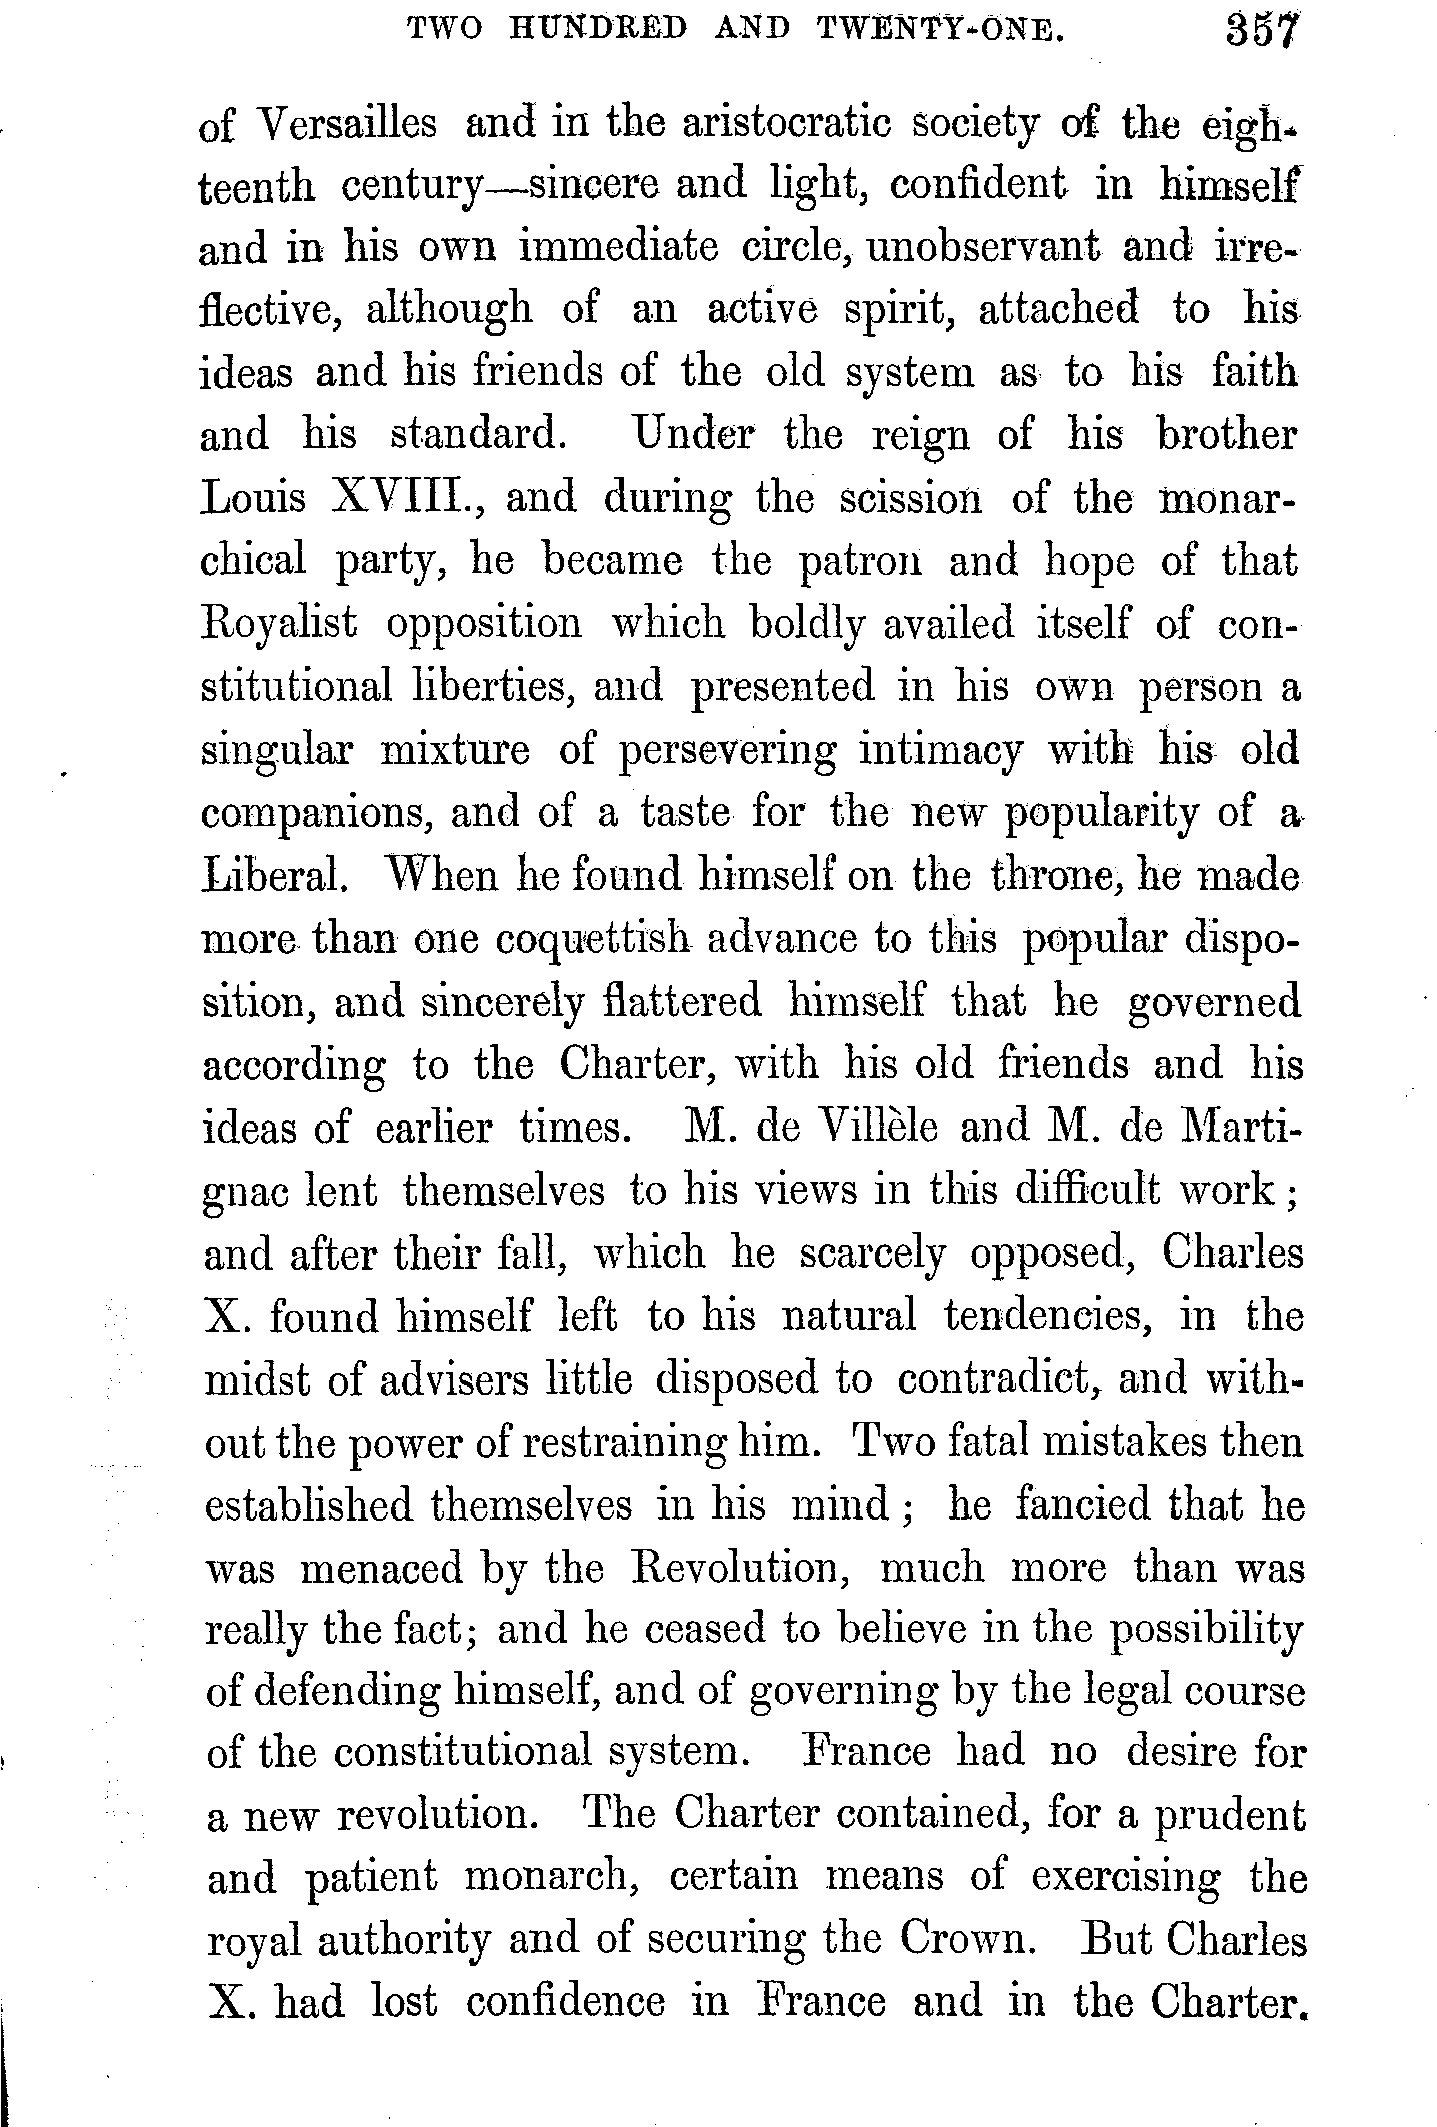 TWO HUNDRED AND TWENTY-ONE. 357
of Versailles and in the aristocratic society of the eigh-
teenth century—sincere and light, confident in himself
and in his own immediate circle, unobservant and irre-
flective, although of an active spirit, attached to his
ideas and his friends of the old system as to his faith
and his standard. Under the reign of his brother
Louis XVIII., and during the scission of the monar-
chical party, he became the patron and hope of that
Royalist opposition which boldly availed itself of con-
stitutional liberties, and presented in his own person a
singular mixture of persevering intimacy with his old
companions, and of a taste for the new popularity of a
Liberal. When he found himself on the throne, he made
more than one coquettish advance to this popular dispo-
sition, and sincerely flattered himself that he governed
according to the Charter, with his old friends and his
ideas of earlier times. M. de Villèle and M. de Marti-
gnac lent themselves to his views in this difficult work;
and after their fall, which he scarcely opposed, Charles
X. found himself left to his natural tendencies, in the
midst of advisers little disposed to contradict, and with-
out the power of restraining him. Two fatal mistakes then
established themselves in his mind; he fancied that he
was menaced by the Revolution, much more than was
really the fact; and he ceased to believe in the possibility
of defending himself, and of governing by the legal course
of the constitutional system. France had no desire for
a new revolution. The Charter contained, for a prudent
and patient monarch, certain means of exercising the
royal authority and of securing the Crown. But Charles
X. had lost confidence in France and in the Charter.